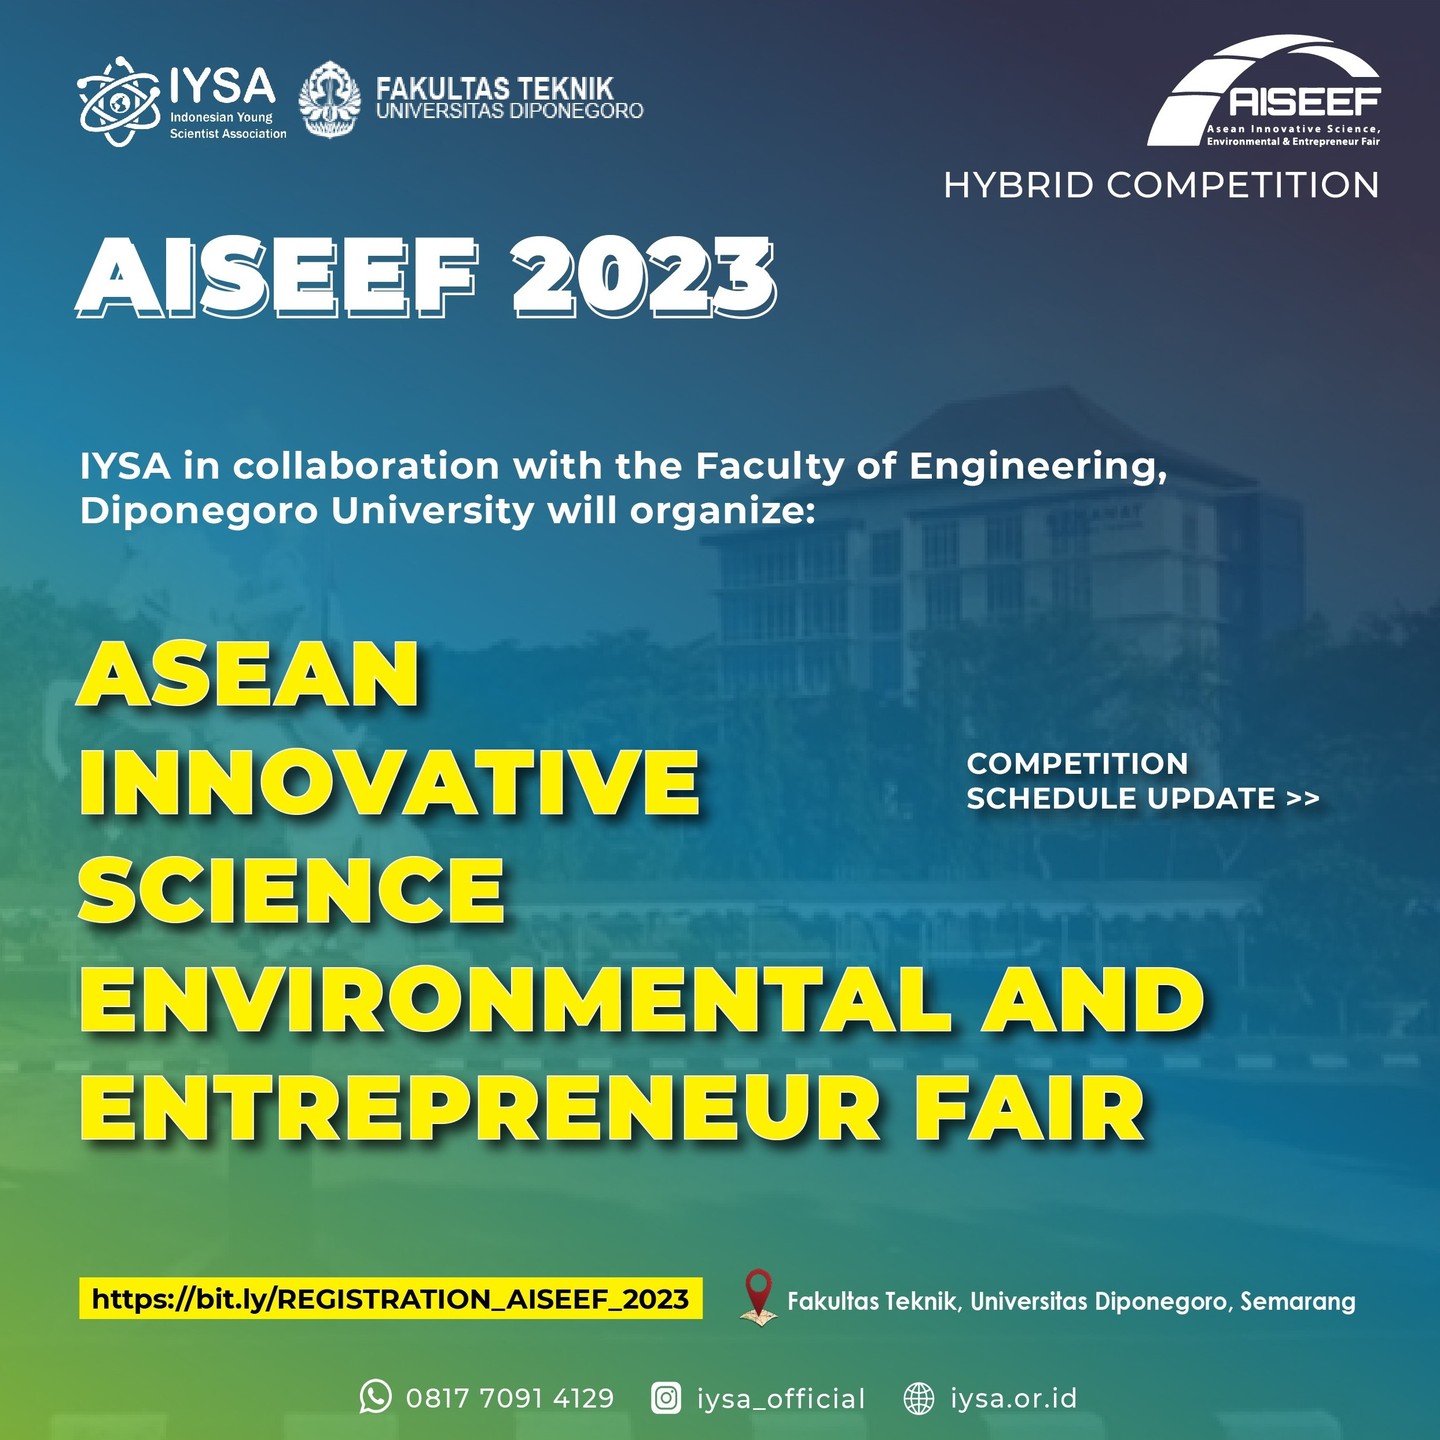 IYSA
Indonesian Young
Scientist Association
FAKULTAS TEKNIK
UNIVERSITAS DIPONEGORO
AISEEF
Asean Innovative Science,
Environmental & Entrepreneur Fair
HYBRID COMPETITION
AISEEF 2023
IYSA in collaboration with the Faculty of Engineering,
Diponegoro University will organize:
ASEAN
INNOVATIVE
SCIENCE
ENVIRONMENTAL AND
ENTREPRENEUR FAIR
COMPETITION
SCHEDULE UPDATE >>
https://bit.ly/REGISTRATION_AISEEF_2023
Fakultas Teknik, Universitas Diponegoro, Semarang
0817 7091 4129
iysa_official
iysa.or.id